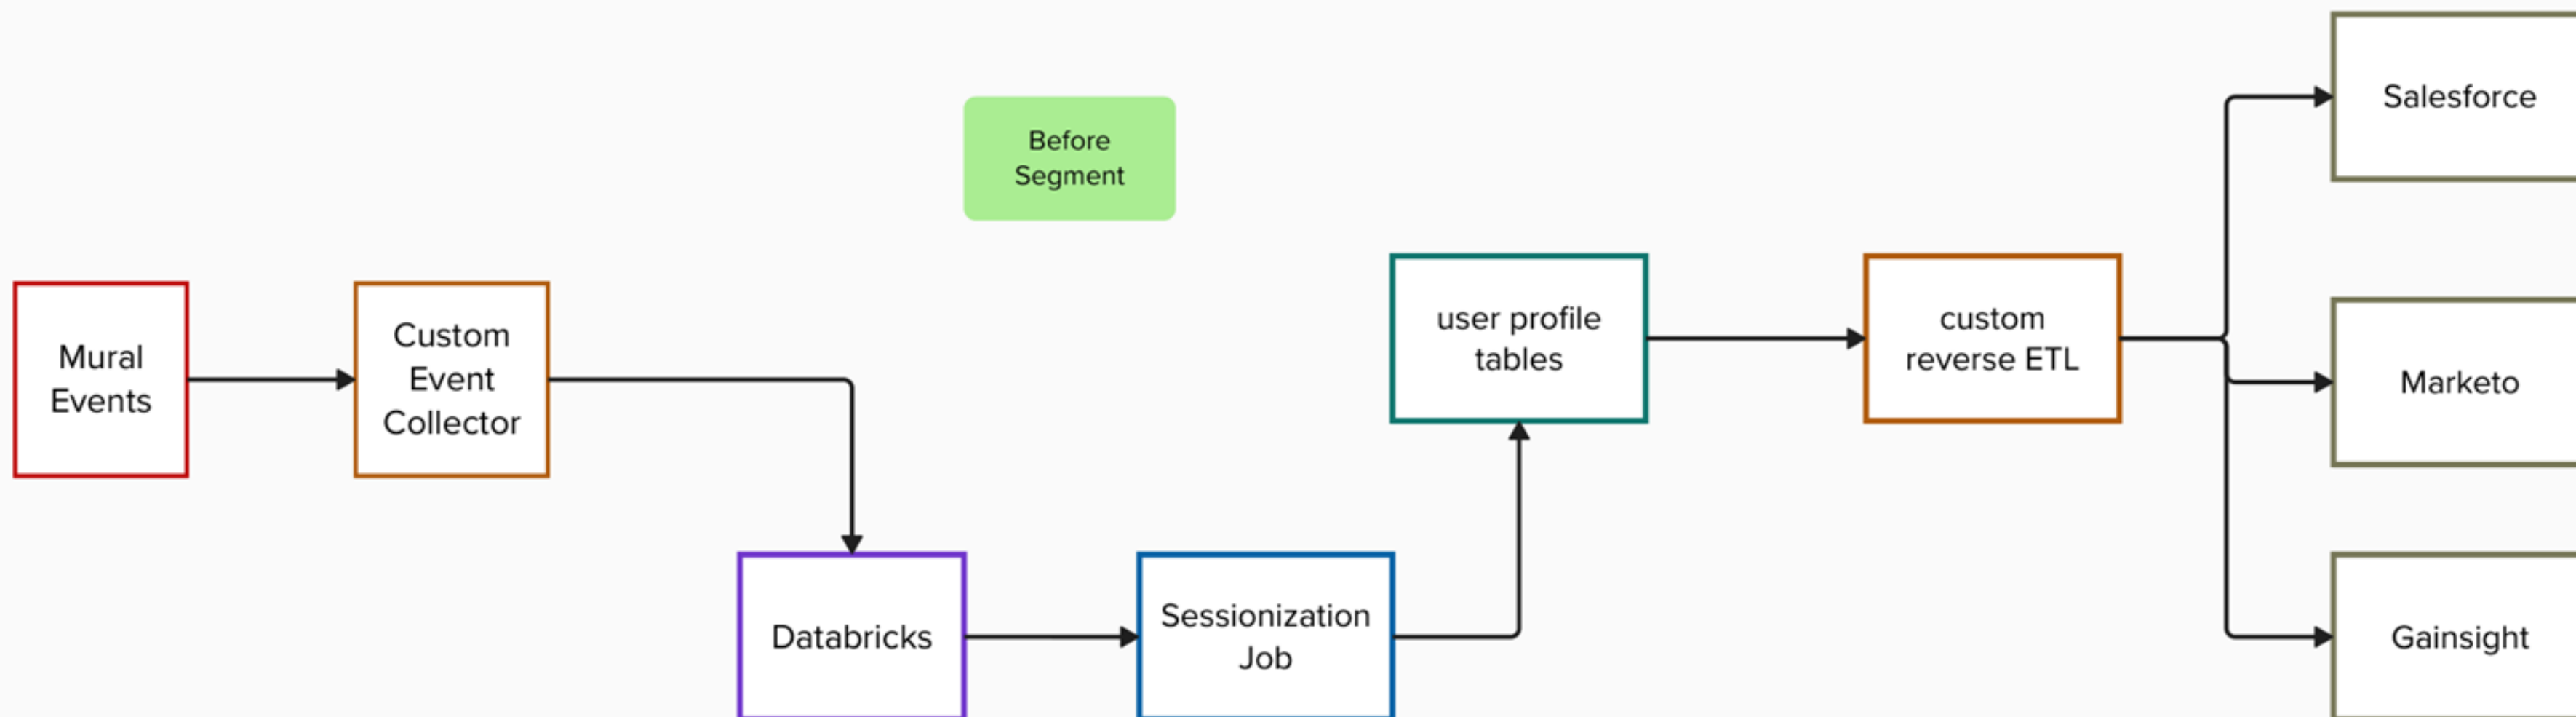 Before
Segment
Mural
Events
Custom
Event
Collector
Databricks
Sessionization
Job
user profile
tables
custom
reverse ETL
Salesforce
Marketo
Gainsight